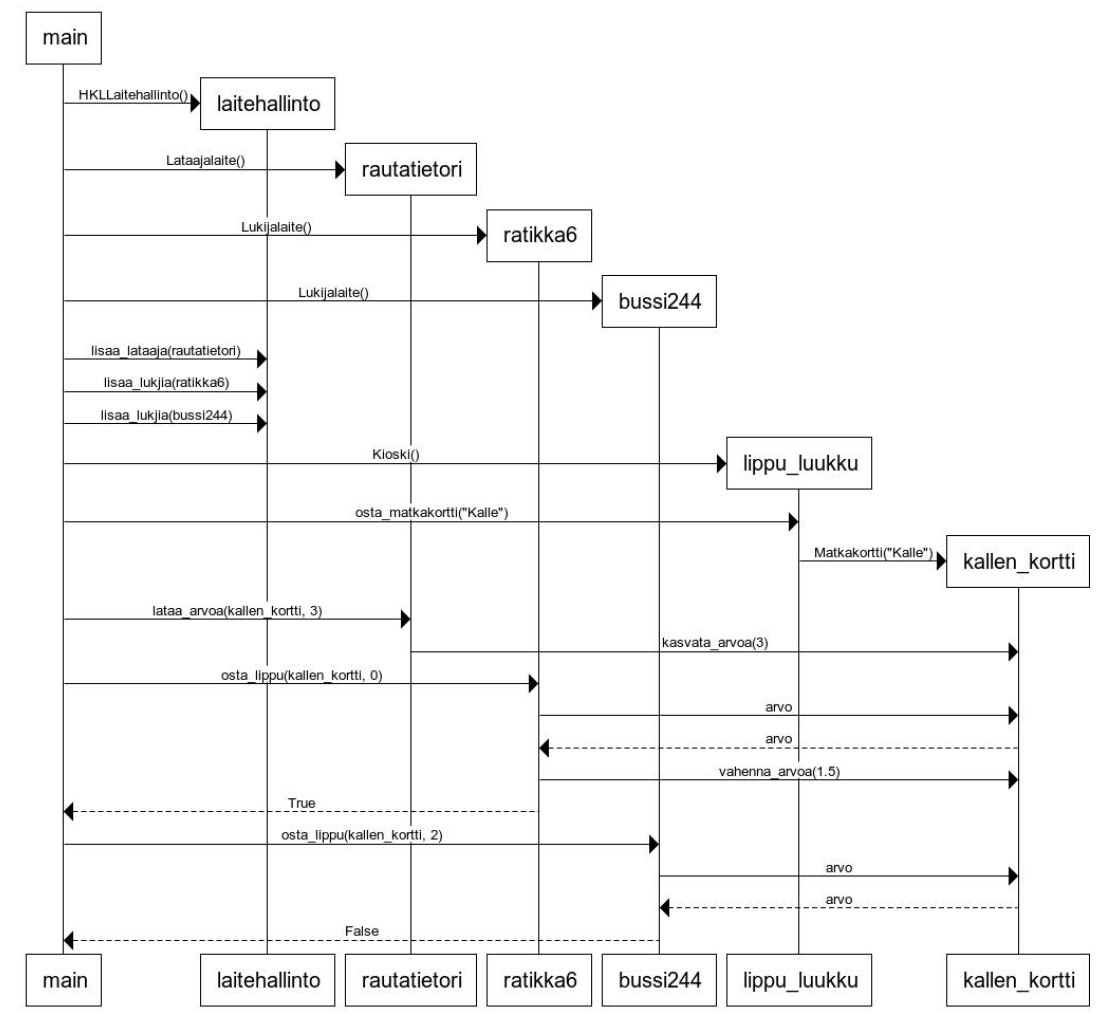 main
HKLLaitehallinto()
laitehallinto
Lataajalaite()
rautatietori
Lukijalaite()
ratikka6
Lukijalaite()
bussi244
lisaa_lataaja(rautatietori)
lisaa_lukjia(ratikka6)
lisaa_lukjia(bussi244)
Kioski()
lippu_luukku
osta_matkakortti("Kalle")
Matkakortti("Kalle")
kallen_kortti
lataa_arvoa(kallen_kortti, 3)
kasvata_arvoa(3)
osta_lippu(kallen_kortti, 0)
arvo
arvo
vahenna_arvoa(1.5)
True
osta_lippu(kallen_kortti, 2)
arvo
arvo
False
main laitehallinto rautatietori ratikka6 bussi244 lippu_luukku kallen_kortti